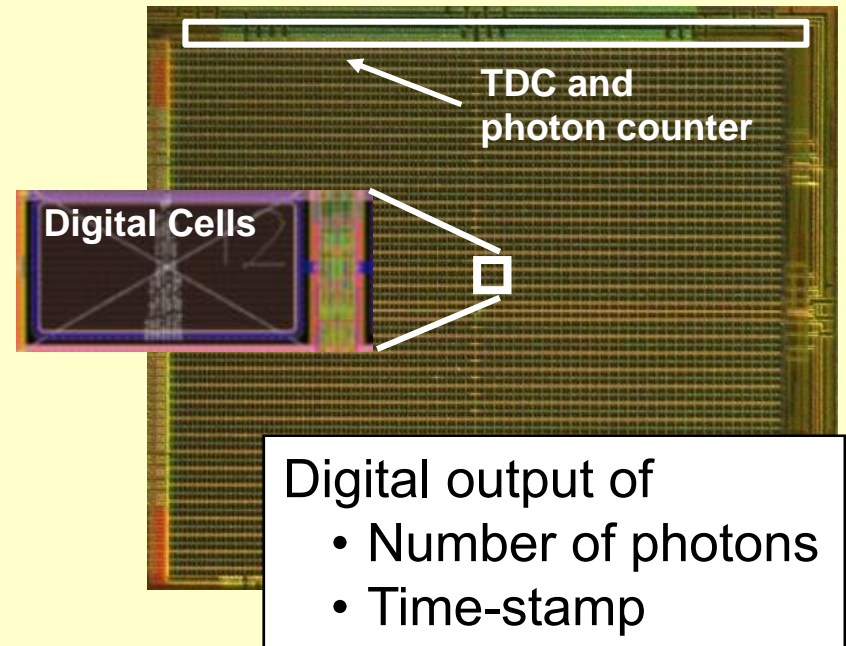 TDC and
photon counter
Digital Cells
Digital output of
• Number of photons
• Time-stamp